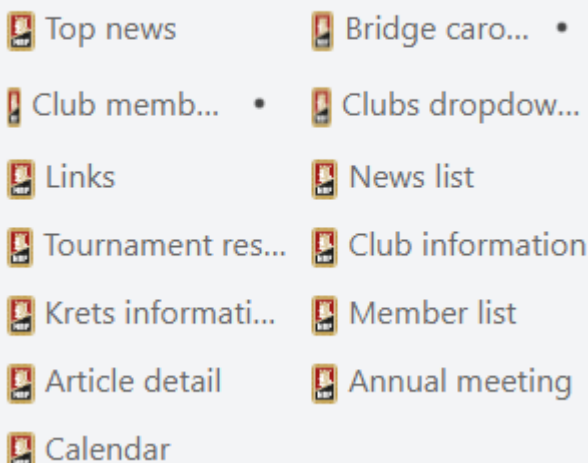 Top news
Bridge caro... •
Club memb... •
Clubs dropdow...
Links
News list
Tournament res...
Club information
Krets informati...
Member list
Article detail
Annual meeting
Calendar